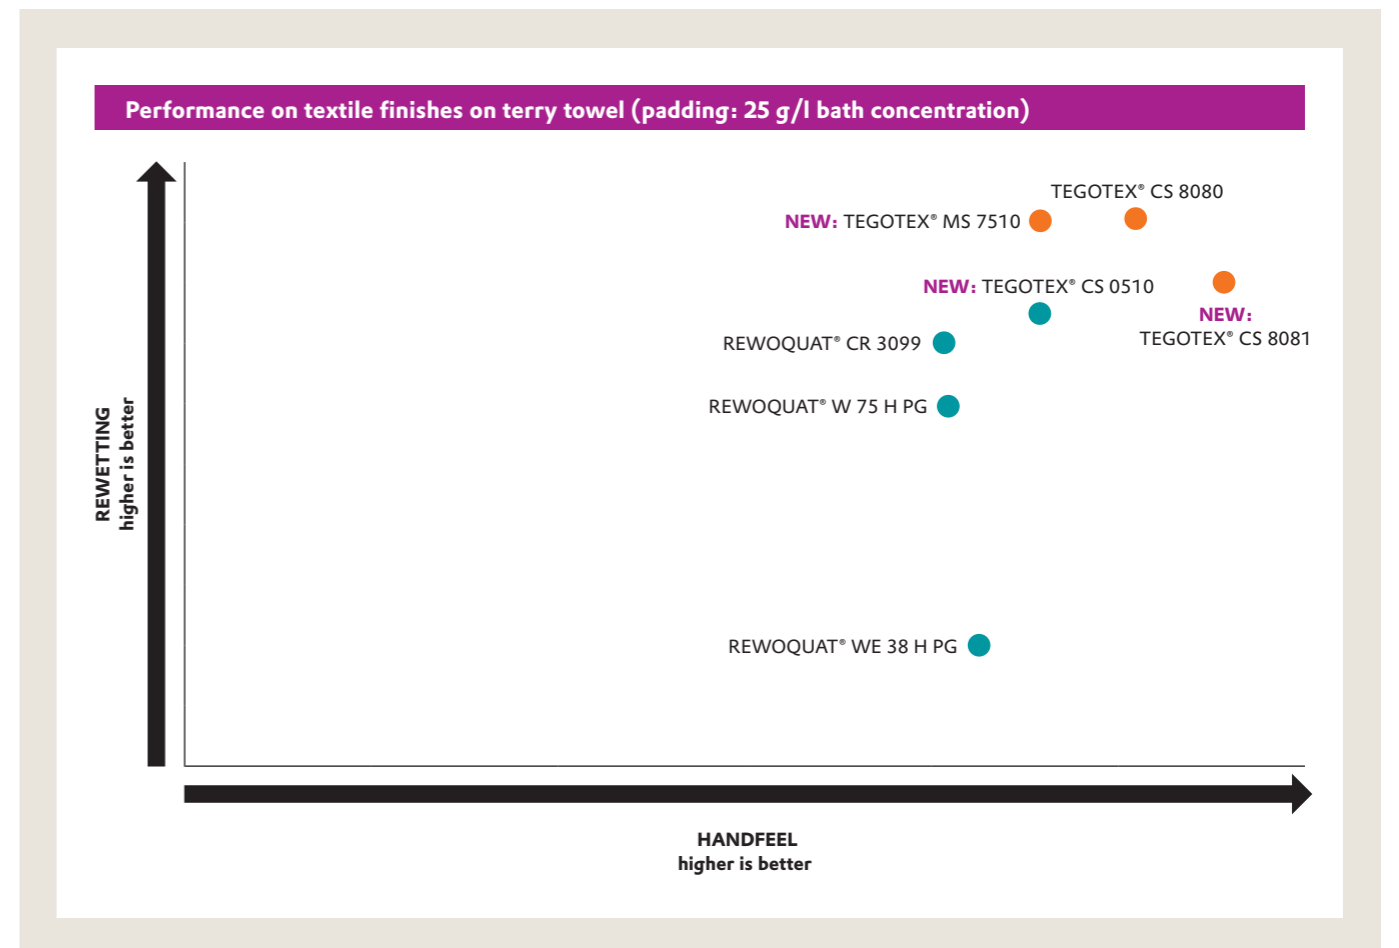 Performance on textile finishes on terry towel (padding: 25 g/l bath concentration)
TEGOTEX® CS 8080
NEW: TEGOTEX® MS 7510
NEW: TEGOTEX® CS 0510
NEW:
TEGOTEX® CS 8081
REWOQUAT® CR 3099
REWOQUAT® W 75 H PG
REWOQUAT® WE 38 H PG
REWETTING
higher is better
HANDFEEL
higher is better